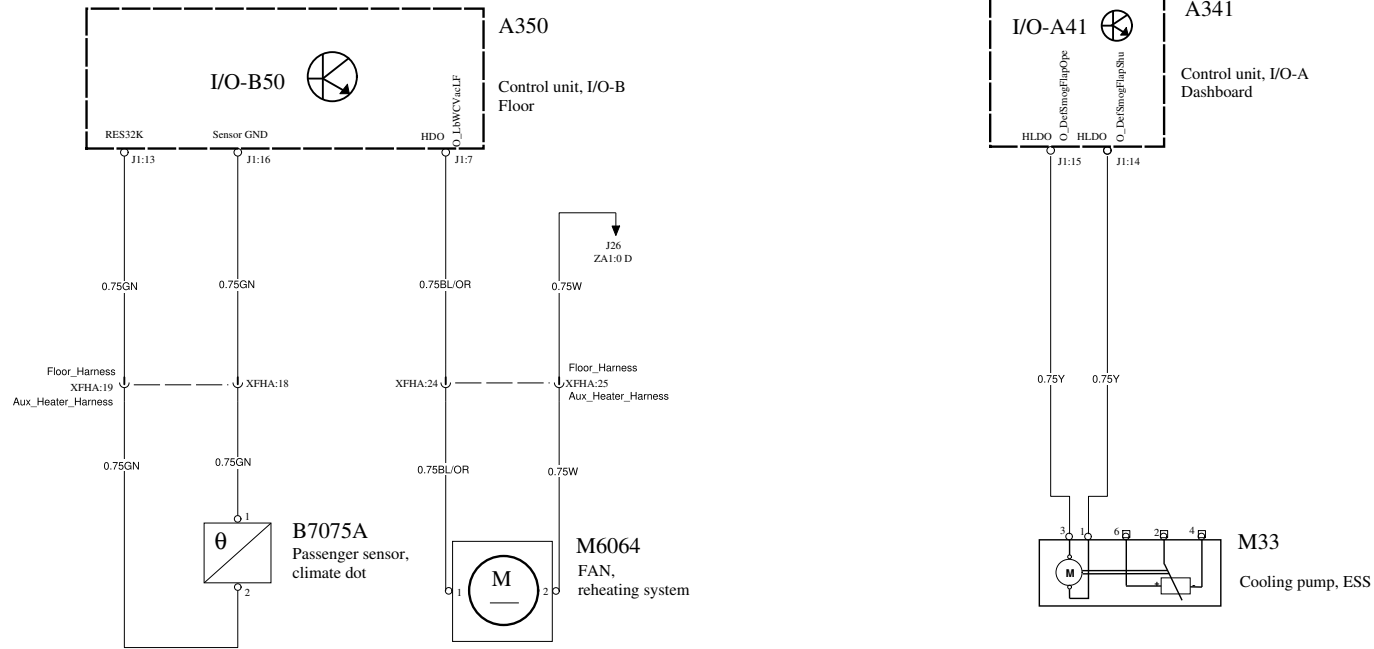 A350
I/O-B50
Control unit, I/O-B
Floor
RES32K
Sensor GND
HDO
O_LbWCVacLF
J1:13
J1:16
J1:7
J26
ZA1:0 D
0.75GN
0.75GN
0.75BL/OR
0.75W
Floor_Harness
XFHA:19
Aux_Heater_Harness
XFHA:18
XFHA:24
Floor_Harness
XFHA:25
Aux_Heater_Harness
0.75GN
0.75GN
0.75BL/OR
0.75W
1
θ
2
B7075A
Passenger sensor,
climate dot
M
1
2
M6064
FAN,
reheating system
A341
I/O-A41
Control unit, I/O-A
Dashboard
HLDO
O_DefSmogFlapOpe
HLDO
O_DefSmogFlapShu
J1:15
J1:14
0.75Y
0.75Y
3
1
6
2
4
M
+
-
M33
Cooling pump, ESS